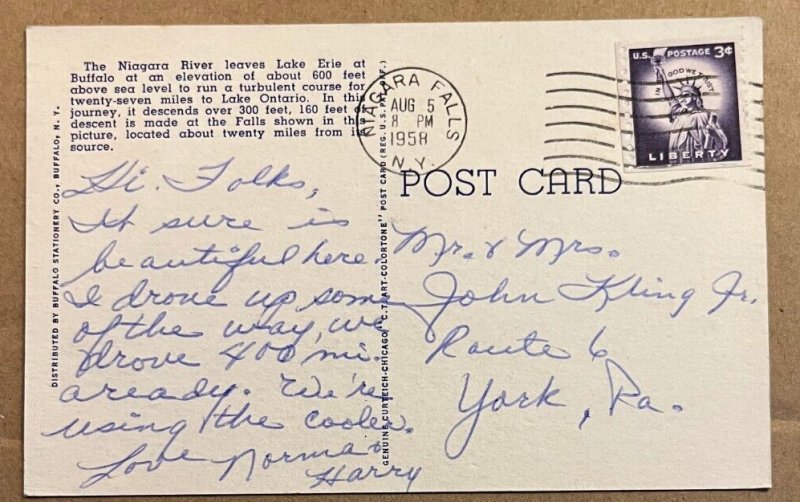 The Niagara River leaves Lake Erie at
Buffalo at an elevation of about 600 feet
above sea level to run a turbulent course for
twenty-seven miles to Lake Ontario. In this
journey, it descends over 300 feet, 160 feet of
descent is made at the Falls shown in this
picture, located about twenty miles from its
source.
Hi. Folks,
It sure is
beautiful here.
I drove up some
of the way, we
drove 400 mi.
aready. We're
using the cooler.
Love Norma &
Harry
DISTRIBUTED BY BUFFALO STATIONERY CO., BUFFALO, N. Y.
GENUINE CURTEICH-CHICAGO "C.T. ART-COLORTONE" POST CARD (REG. U.S. PAT. OFF.)
NIAGARA FALLS
AUG 5
8 PM
1958
N.Y.
U.S. POSTAGE 3¢
IN GOD WE TRUST
LIBERTY
POST CARD
Mr. & Mrs.
John Kling Jr.
Route 6
York, Pa.